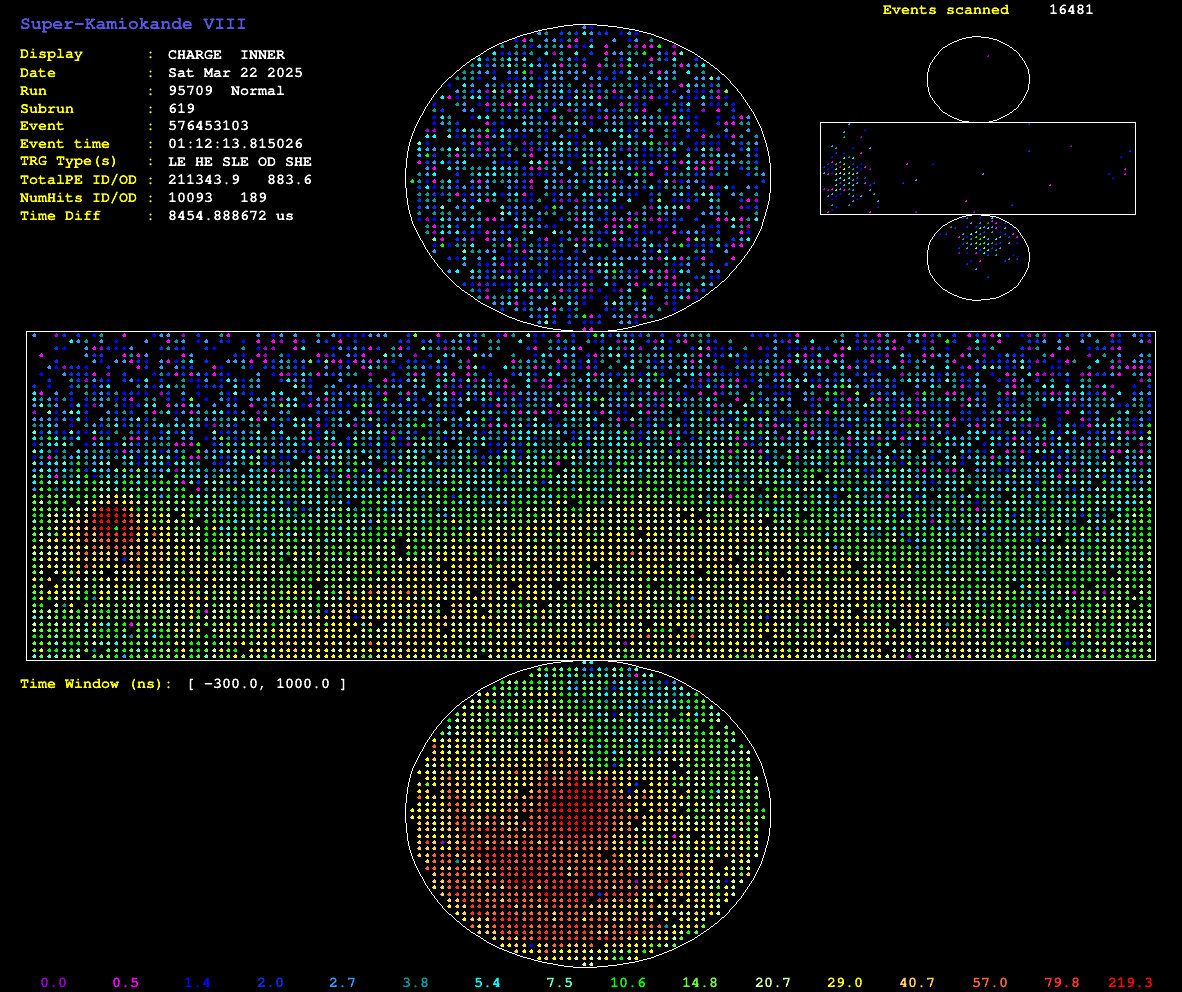 Super-Kamiokande VIII
Events scanned 16481
Display : CHARGE INNER
Date : Sat Mar 22 2025
Run : 95709 Normal
Subrun : 619
Event : 576453103
Event time : 01:12:13.815026
TRG Type(s) : LE HE SLE OD SHE
TotalPE ID/OD : 211343.9 883.6
NumHits ID/OD : 10093 189
Time Diff : 8454.888672 us
Time Window (ns): [ -300.0, 1000.0 ]
0.0 0.5 1.4 2.0 2.7 3.8 5.4 7.5 10.6 14.8 20.7 29.0 40.7 57.0 79.8 219.3